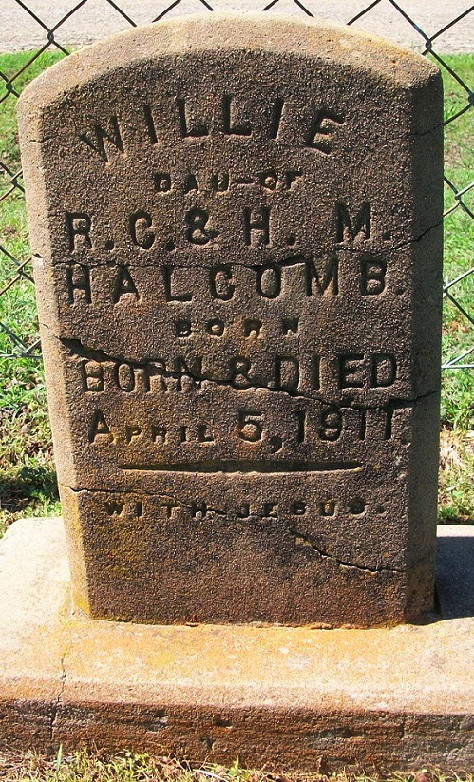 WILLIE
DAU-OF
R. C. & H. M.
HALCOMB.
BORN
BORN & DIED
APRIL 5, 1911.
WITH JESUS.